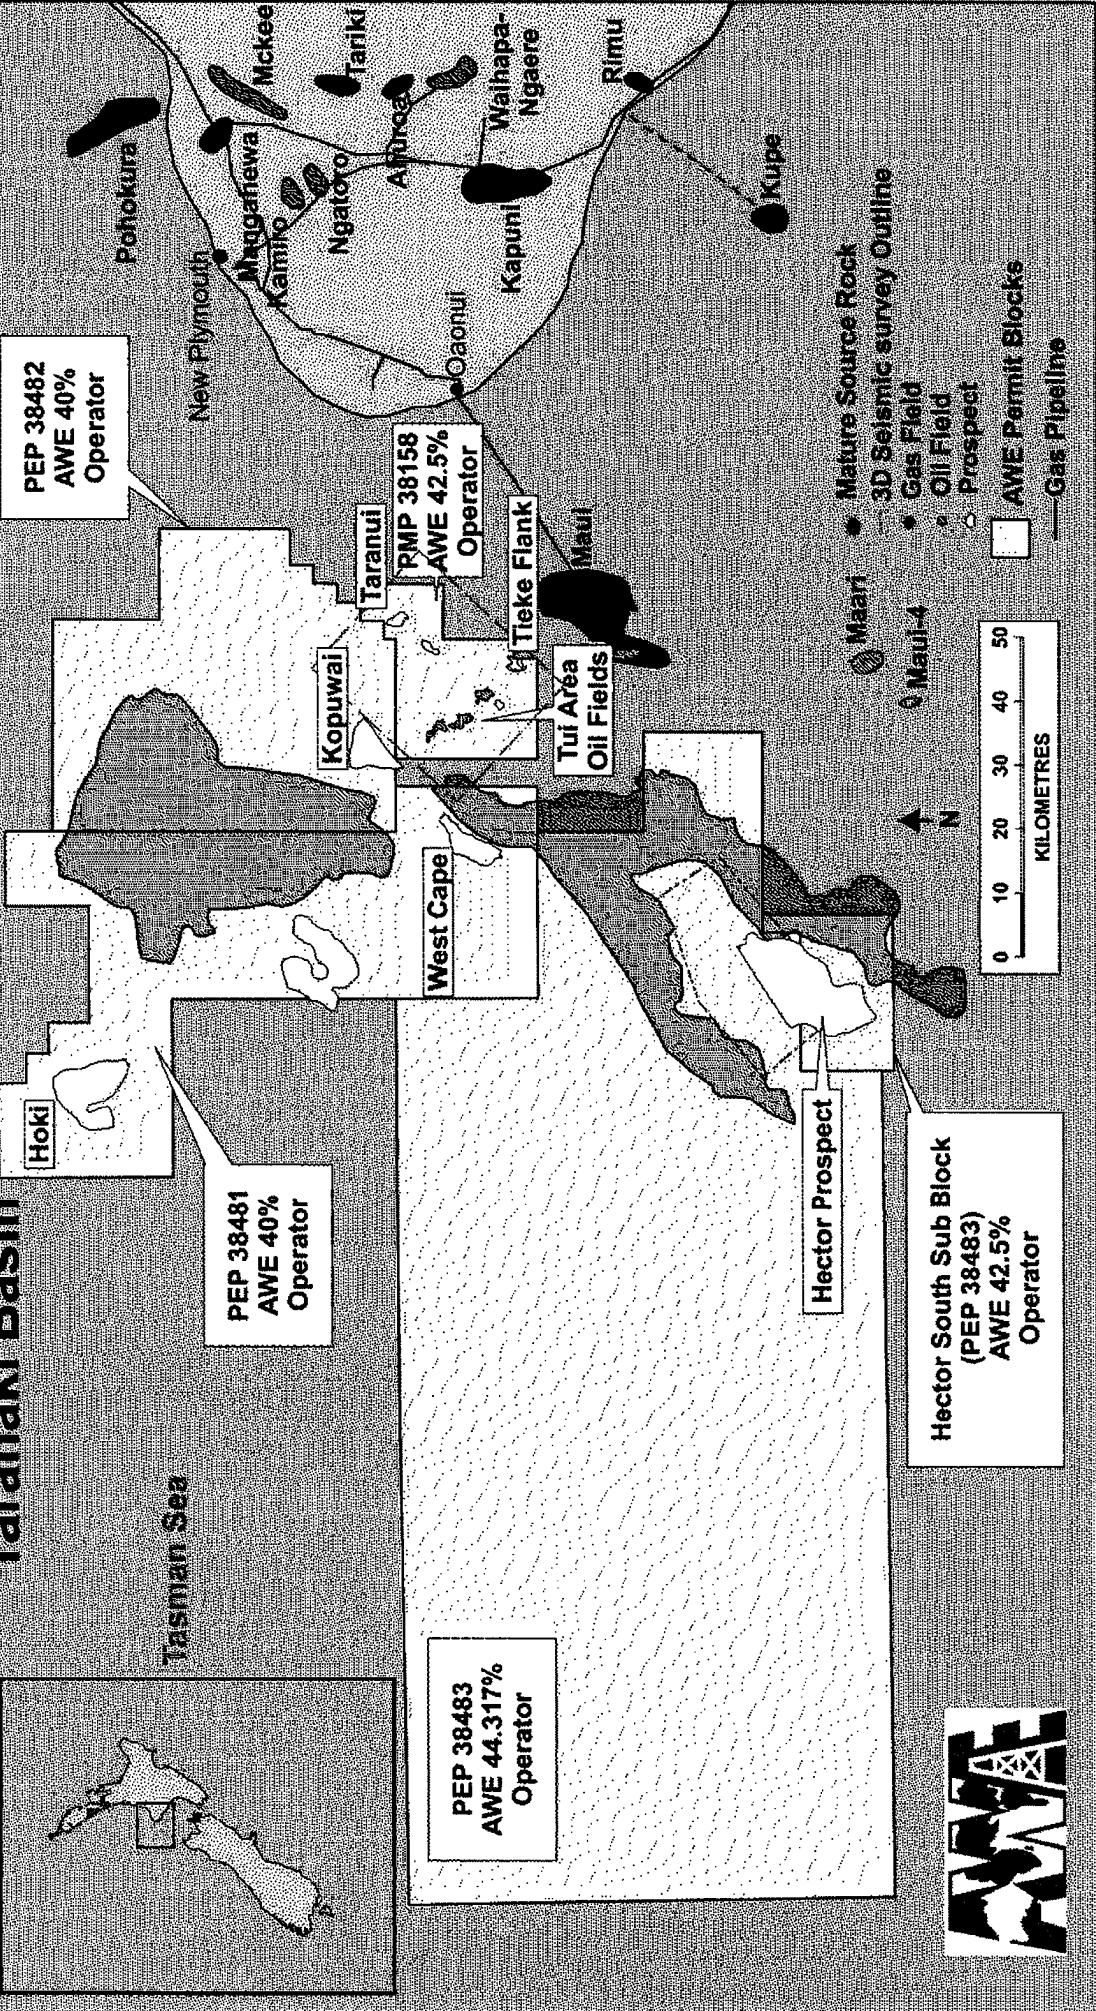 Taranaki Basin
Tasman Sea
Hoki
PEP 38481
AWE 40%
Operator
PEP 38482
AWE 40%
Operator
PEP 38483
AWE 44.317%
Operator
Kopuwai
Taranui
PMP 38158
AWE 42.5%
Operator
West Cape
Tieke Flank
Tui Area
Oil Fields
Maui
Hector Prospect
Hector South Sub Block
(PEP 38483)
AWE 42.5%
Operator
Pohokura
New Plymouth
Mangahewa
Mckee
Kaimiro
Tariki
Ngatoro
Ahuroa
Oaonui
Kapuni
Waihapa-
Ngaere
Rimu
Kupe
Maari
Maui-4
Mature Source Rock
3D Seismic survey Outline
Gas Field
Oil Field
Prospect
AWE Permit Blocks
Gas Pipeline
N
0 10 20 30 40 50
KILOMETRES
AWE